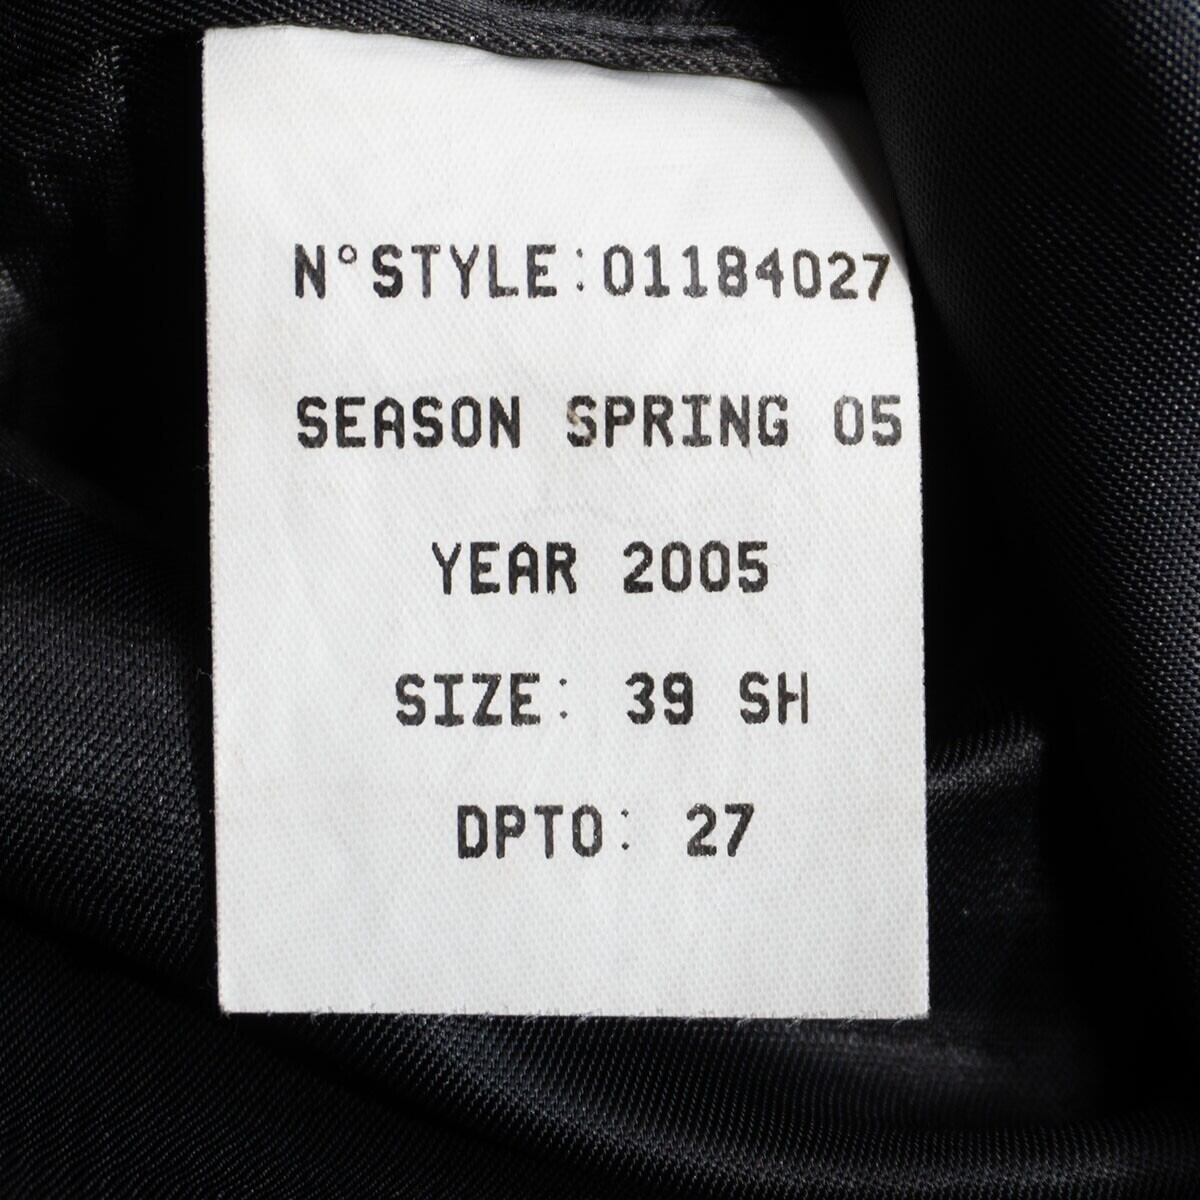 N°STYLE:01184027
SEASON SPRING 05
YEAR 2005
SIZE: 39 SH
DPTO: 27